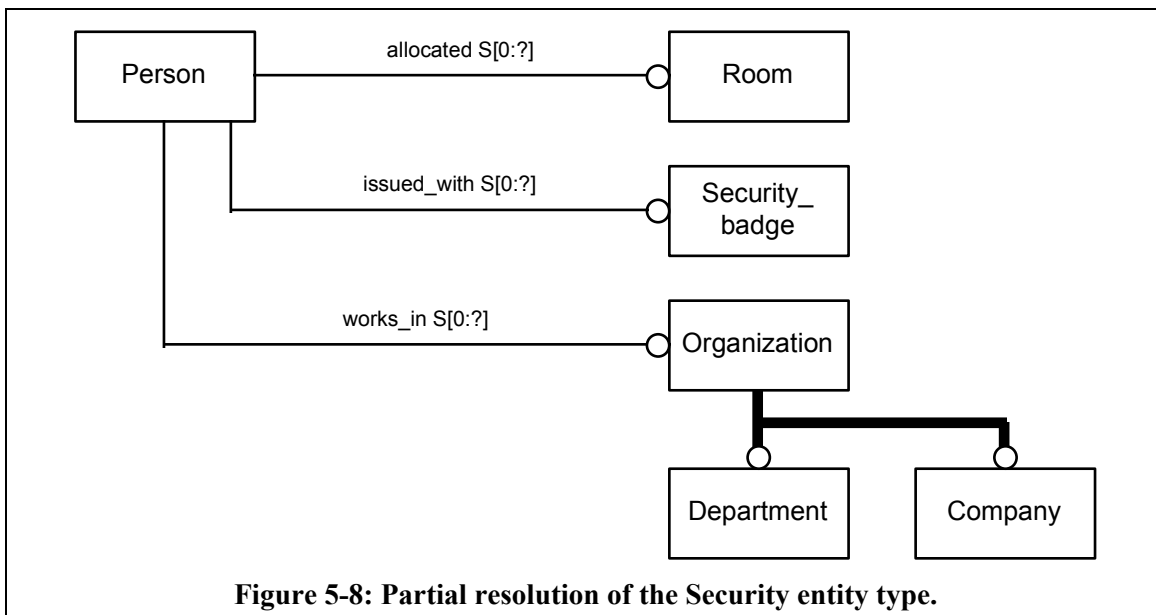 Person
allocated S[0:?]
Room
issued_with S[0:?]
Security_
badge
works_in S[0:?]
Organization
Department
Company
Figure 5-8: Partial resolution of the Security entity type.